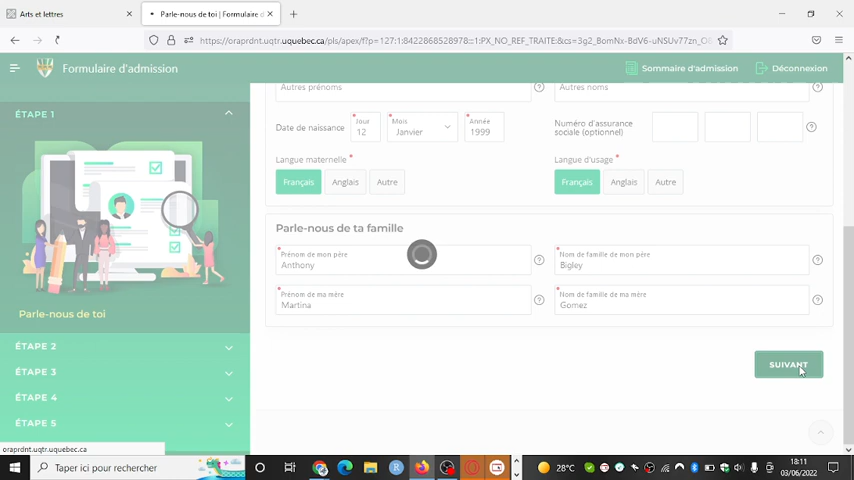 Arts et lettres
Parle-nous de toi | Formulaire d'
https://oraprdnt.uqtr.uquebec.ca/pls/apex/f?p=127:1:8422868528978:::1:PX_NO_REF_TRAITE:&cs=3g2_BomNx-BdV6-uNSUv77zn_O
Formulaire d'admission
Sommaire d'admission
Déconnexion
ÉTAPE 1
Autres prénoms
Autres noms
Date de naissance
* Jour
12
* Mois
Janvier
* Année
1999
Numéro d'assurance
sociale (optionnel)
Langue maternelle *
Langue d'usage *
Français
Anglais
Autre
Français
Anglais
Autre
Parle-nous de ta famille
* Prénom de mon père
Anthony
* Nom de famille de mon père
Bigley
* Prénom de ma mère
Martina
* Nom de famille de ma mère
Gomez
Parle-nous de toi
ÉTAPE 2
ÉTAPE 3
ÉTAPE 4
ÉTAPE 5
SUIVANT
oraprdnt.uqtr.uquebec.ca
Taper ici pour rechercher
28°C
18:11
03/06/2022